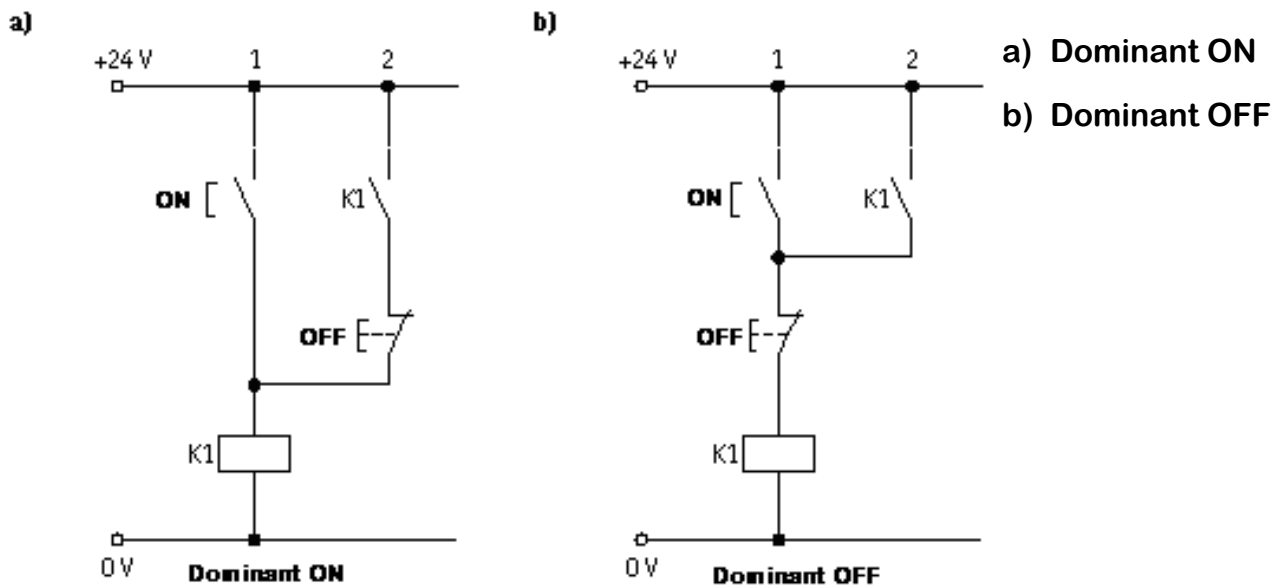 a)
+24 V 1 2
ON K1
OFF
K1
0 V Dominant ON
b)
+24 V 1 2
ON K1
OFF
K1
0 V Dominant OFF
a) Dominant ON
b) Dominant OFF